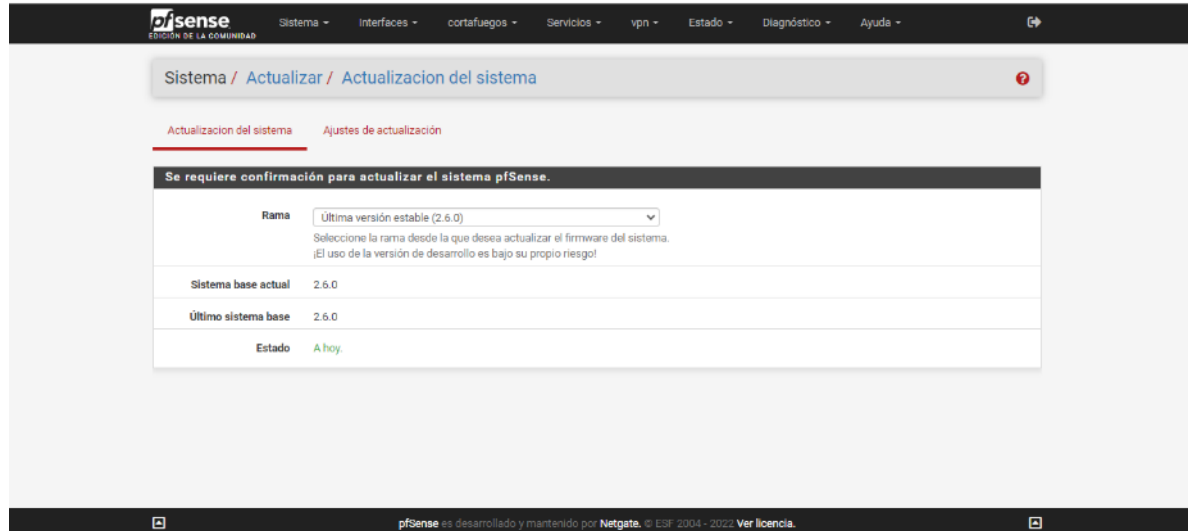 pfsense
EDICIÓN DE LA COMUNIDAD
Sistema Interfaces cortafuegos Servicios vpn Estado Diagnóstico Ayuda
Sistema / Actualizar / Actualizacion del sistema
Actualizacion del sistema Ajustes de actualización
Se requiere confirmación para actualizar el sistema pfSense.
Rama Última versión estable (2.6.0)
Seleccione la rama desde la que desea actualizar el firmware del sistema.
¡El uso de la versión de desarrollo es bajo su propio riesgo!
Sistema base actual 2.6.0
Último sistema base 2.6.0
Estado A hoy.
pfSense es desarrollado y mantenido por Netgate. © ESF 2004 - 2022 Ver licencia.